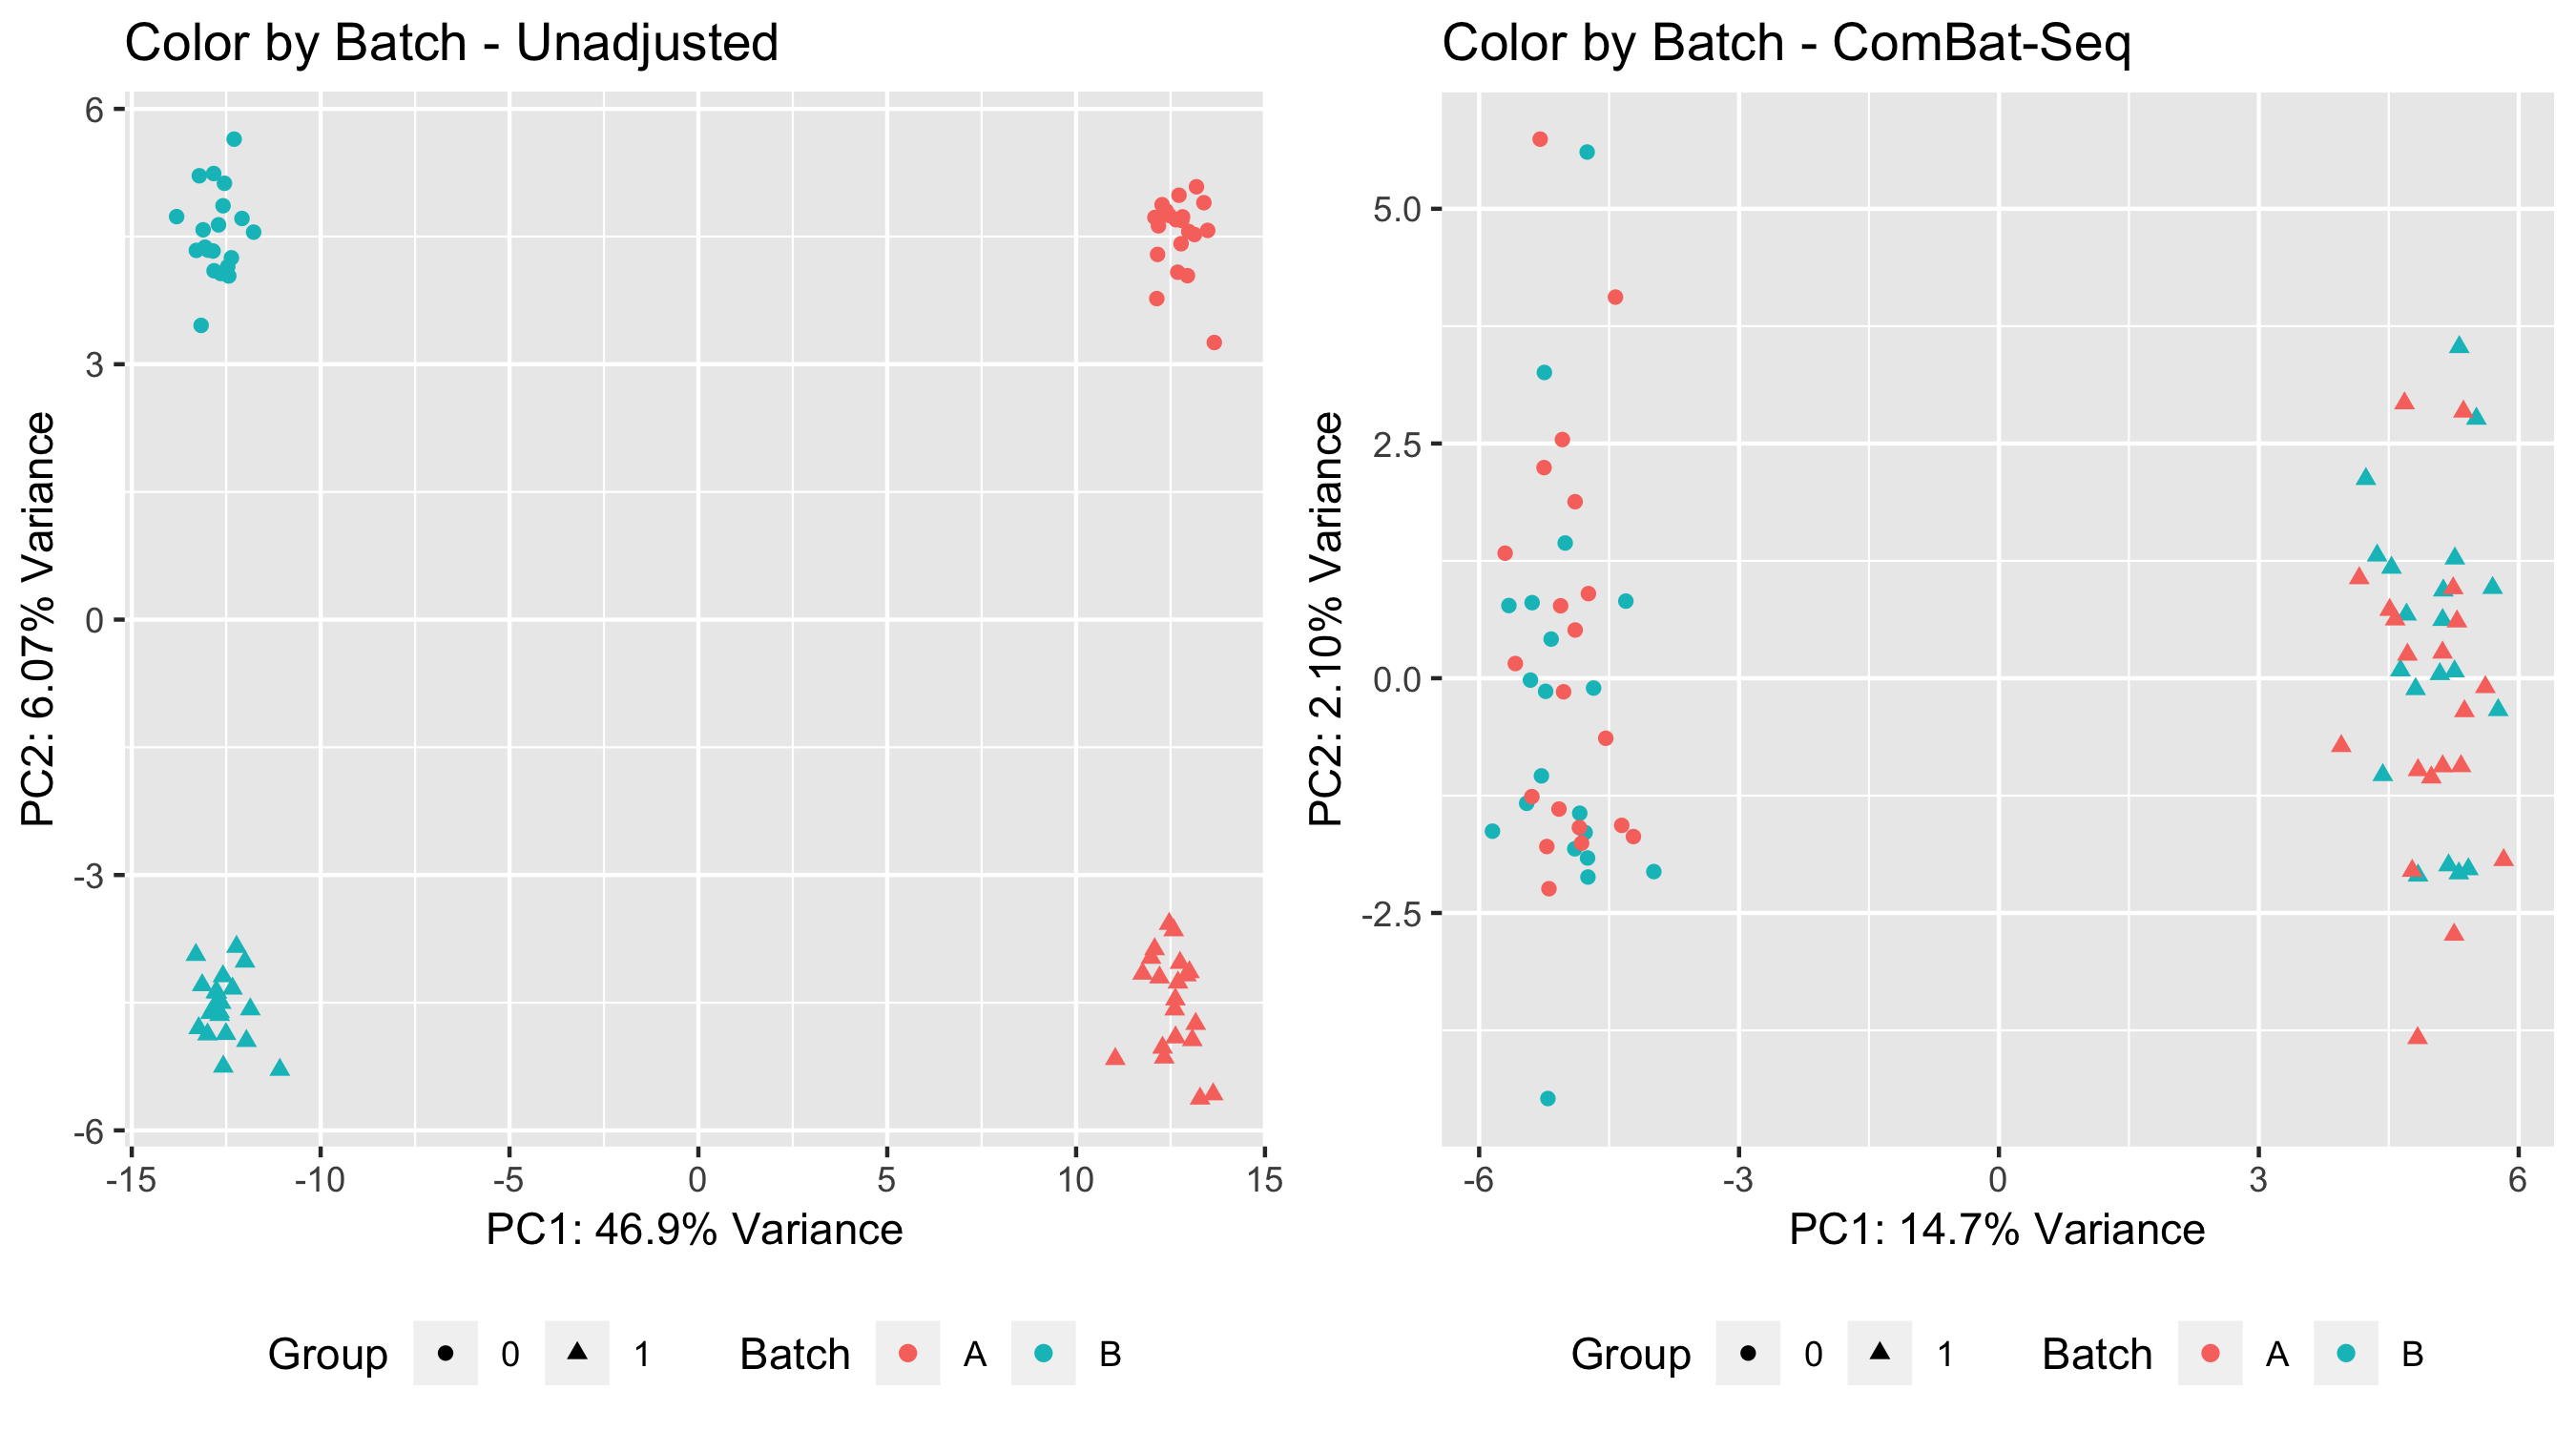 Color by Batch - Unadjusted
6
3
0
-3
-6
PC2: 6.07% Variance
-15 -10 -5 0 5 10 15
PC1: 46.9% Variance
Group 0 1 Batch A B
Color by Batch - ComBat-Seq
5.0
2.5
0.0
-2.5
PC2: 2.10% Variance
-6 -3 0 3 6
PC1: 14.7% Variance
Group 0 1 Batch A B